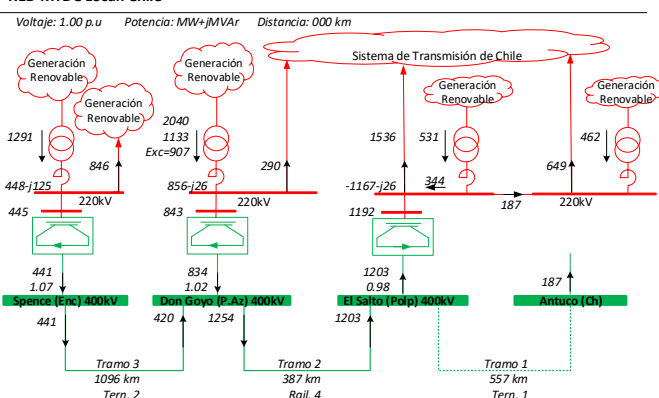 Voltaje: 1.00 p.u Potencia: MW+jMVAr Distancia: 000 km
Generación
Renovable
Generación
Renovable
Generación
Renovable
Sistema de Transmisión de Chile
Generación
Renovable
Generación
Renovable
1291
846
2040
1133
Exc=907
290
1536
531
462
649
448-j125
220kV
856-j26
220kV
-1167-j26
344
187
220kV
445
843
1192
441
1.07
834
1.02
1203
0.98
187
Spence (Enc) 400kV
Don Goyo (P.Az) 400kV
El Salto (Polp) 400kV
Antuco (Ch)
441
420
1254
1203
Tramo 3
1096 km
Tern. 2
Tramo 2
387 km
Rail. 4
Tramo 1
557 km
Tern. 1